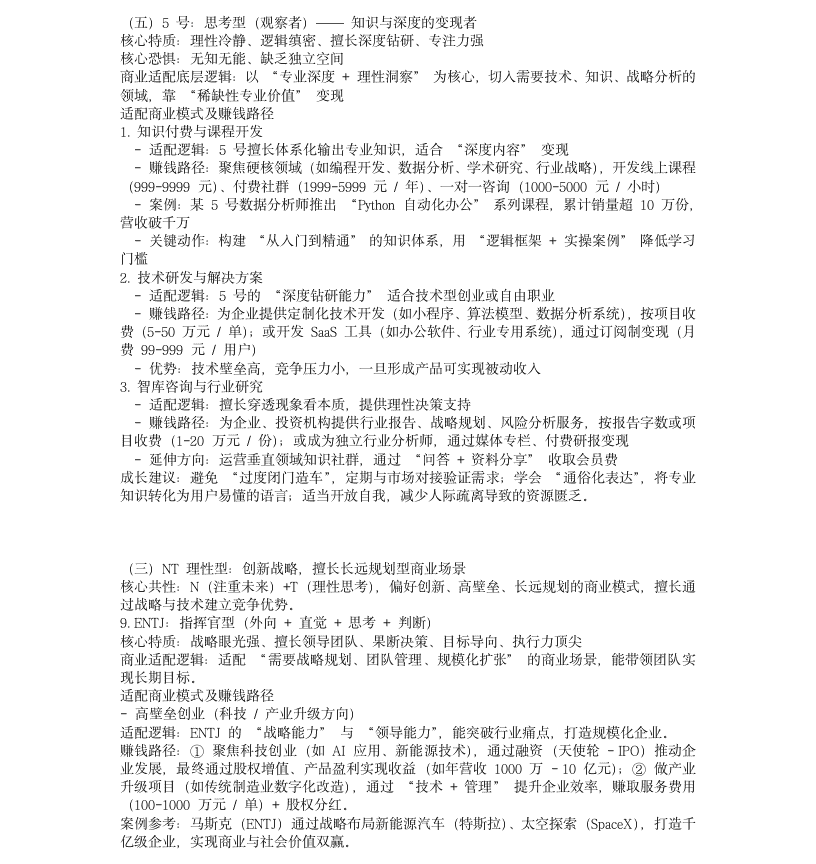 （五）5 号：思考型（观察者）—— 知识与深度的变现者
核心特质：理性冷静、逻辑缜密、擅长深度钻研、专注力强
核心恐惧：无知无能、缺乏独立空间
商业适配底层逻辑：以 “专业深度 + 理性洞察” 为核心，切入需要技术、知识、战略分析的
领域，靠 “稀缺性专业价值” 变现
适配商业模式及赚钱路径
1. 知识付费与课程开发
- 适配逻辑：5 号擅长体系化输出专业知识，适合 “深度内容” 变现
- 赚钱路径：聚焦硬核领域（如编程开发、数据分析、学术研究、行业战略），开发线上课程
（999-9999 元）、付费社群（1999-5999 元 / 年）、一对一咨询（1000-5000 元 / 小时）
- 案例：某 5 号数据分析师推出 “Python 自动化办公” 系列课程，累计销量超 10 万份，
营收破千万
- 关键动作：构建 “从入门到精通” 的知识体系，用 “逻辑框架 + 实操案例” 降低学习
门槛
2. 技术研发与解决方案
- 适配逻辑：5 号的 “深度钻研能力” 适合技术型创业或自由职业
- 赚钱路径：为企业提供定制化技术开发（如小程序、算法模型、数据分析系统），按项目收
费（5-50 万元 / 单）；或开发 SaaS 工具（如办公软件、行业专用系统），通过订阅制变现（月
费 99-999 元 / 用户）
- 优势：技术壁垒高，竞争压力小，一旦形成产品可实现被动收入
3. 智库咨询与行业研究
- 适配逻辑：擅长穿透现象看本质，提供理性决策支持
- 赚钱路径：为企业、投资机构提供行业报告、战略规划、风险分析服务，按报告字数或项
目收费（1-20 万元 / 份）；或成为独立行业分析师，通过媒体专栏、付费研报变现
- 延伸方向：运营垂直领域知识社群，通过 “问答 + 资料分享” 收取会员费
成长建议：避免 “过度闭门造车”，定期与市场对接验证需求；学会 “通俗化表达”，将专业
知识转化为用户易懂的语言；适当开放自我，减少人际疏离导致的资源匮乏。
（三）NT 理性型：创新战略，擅长长远规划型商业场景
核心共性：N（注重未来）+T（理性思考），偏好创新、高壁垒、长远规划的商业模式，擅长通
过战略与技术建立竞争优势。
9. ENTJ：指挥官型（外向 + 直觉 + 思考 + 判断）
核心特质：战略眼光强、擅长领导团队、果断决策、目标导向、执行力顶尖
商业适配逻辑：适配 “需要战略规划、团队管理、规模化扩张” 的商业场景，能带领团队实
现长期目标。
适配商业模式及赚钱路径
- 高壁垒创业（科技 / 产业升级方向）
适配逻辑：ENTJ 的 “战略能力” 与 “领导能力”，能突破行业痛点，打造规模化企业。
赚钱路径：① 聚焦科技创业（如 AI 应用、新能源技术），通过融资（天使轮 - IPO）推动企
业发展，最终通过股权增值、产品盈利实现收益（如年营收 1000 万 - 10 亿元）；② 做产业
升级项目（如传统制造业数字化改造），通过 “技术 + 管理” 提升企业效率，赚取服务费用
（100-1000 万元 / 单）+ 股权分红。
案例参考：马斯克（ENTJ）通过战略布局新能源汽车（特斯拉）、太空探索（SpaceX），打造千
亿级企业，实现商业与社会价值双赢。